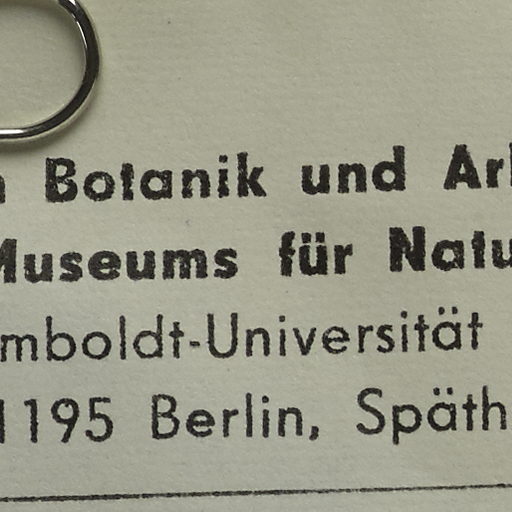 Botanik und
Museums für
mboldt-Universität
1195 Berlin,